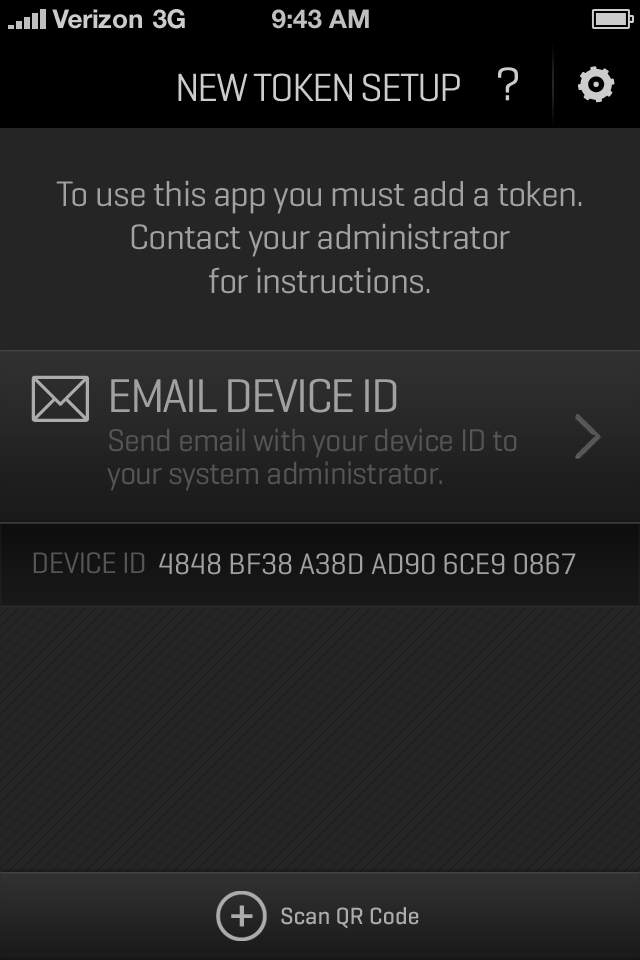 Verizon 3G 9:43 AM
NEW TOKEN SETUP ?
To use this app you must add a token.
Contact your administrator
for instructions.
EMAIL DEVICE ID
Send email with your device ID to
your system administrator.
DEVICE ID 4848 BF38 A38D AD90 6CE9 0867
Scan QR Code